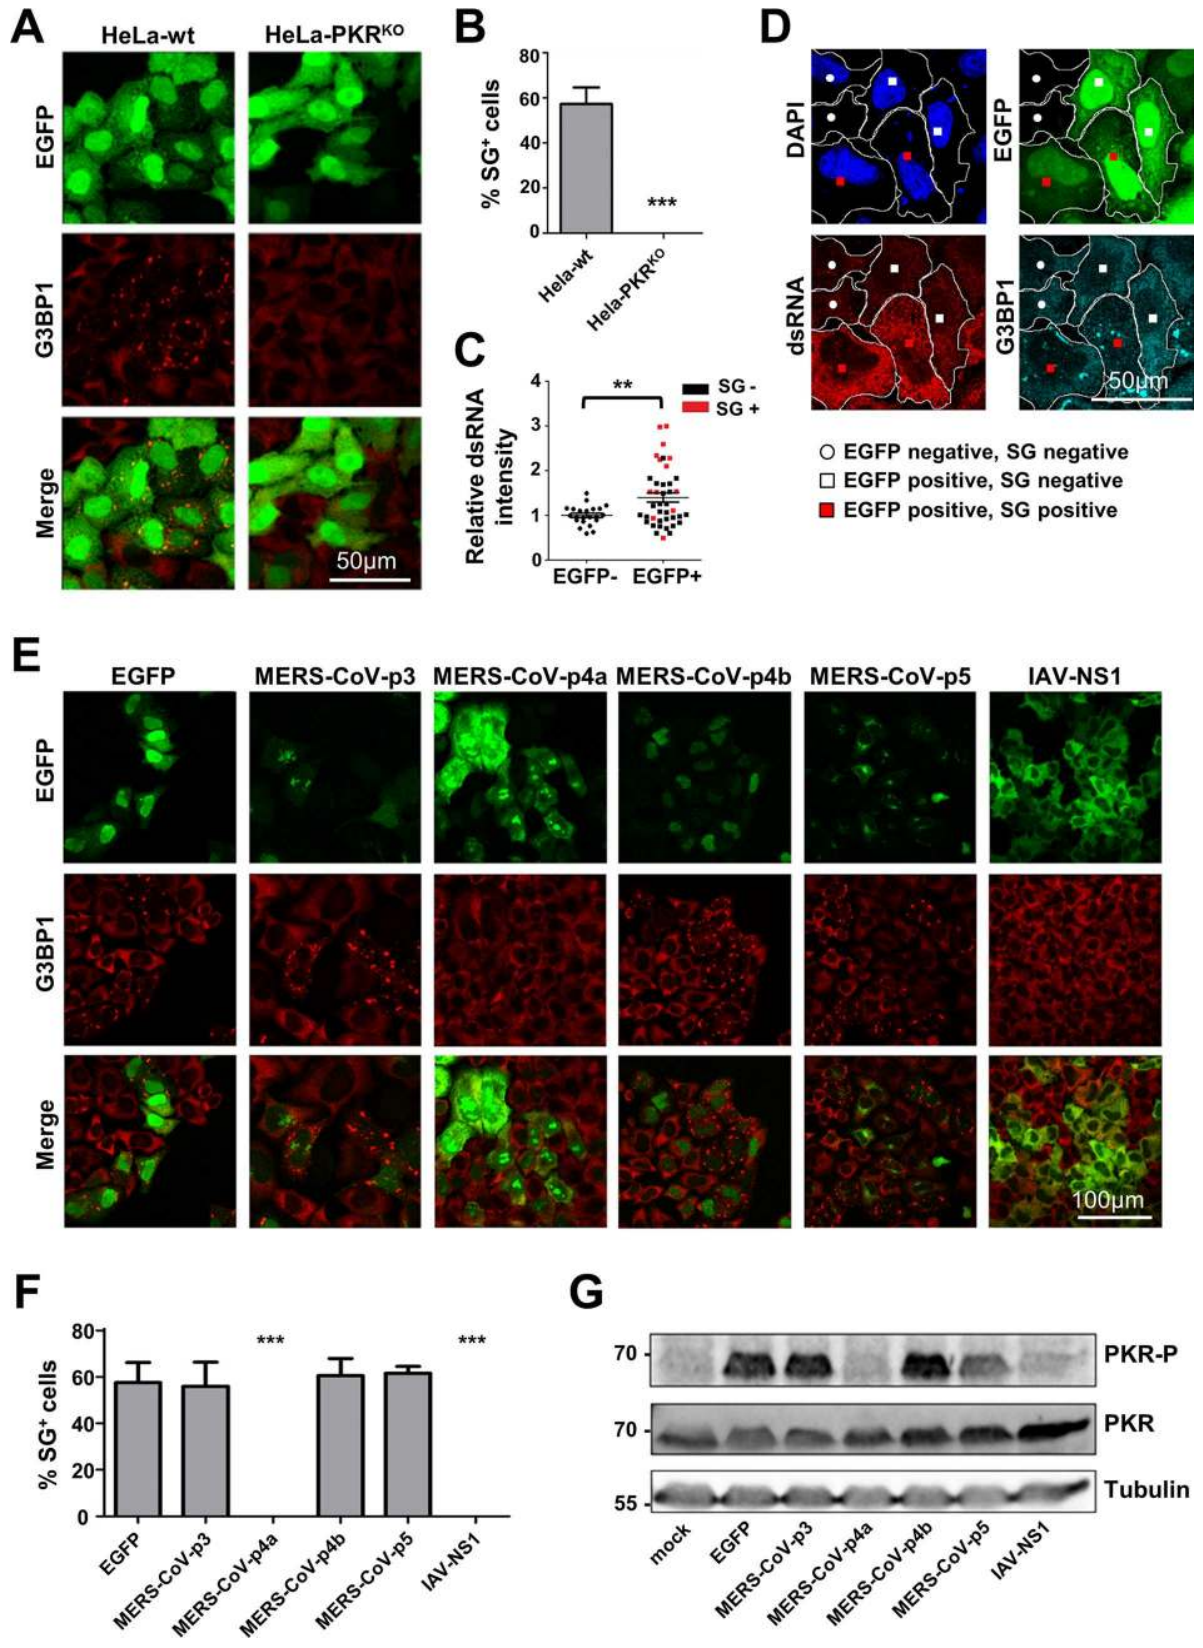 A
HeLa-wt
HeLa-PKRᴷᴼ
EGFP
G3BP1
Merge
50µm
B
% SG⁺ cells
80
60
40
20
0
***
Hela-wt
Hela-PKRᴷᴼ
C
Relative dsRNA
intensity
4
3
2
1
0
**
SG -
SG +
EGFP-
EGFP+
D
DAPI
EGFP
dsRNA
G3BP1
50µm
EGFP negative, SG negative
EGFP positive, SG negative
EGFP positive, SG positive
E
EGFP
MERS-CoV-p3
MERS-CoV-p4a
MERS-CoV-p4b
MERS-CoV-p5
IAV-NS1
EGFP
G3BP1
Merge
100µm
F
% SG⁺ cells
80
60
40
20
0
***
***
EGFP
MERS-CoV-p3
MERS-CoV-p4a
MERS-CoV-p4b
MERS-CoV-p5
IAV-NS1
G
70
PKR-P
70
PKR
55
Tubulin
mock
EGFP
MERS-CoV-p3
MERS-CoV-p4a
MERS-CoV-p4b
MERS-CoV-p5
IAV-NS1